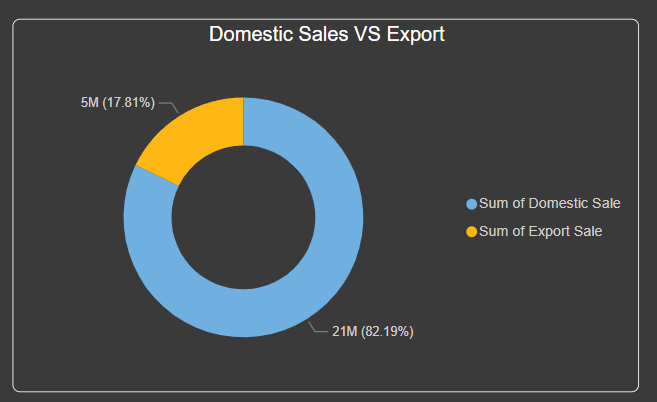 Domestic Sales VS Export
5M (17.81%)
Sum of Domestic Sale
Sum of Export Sale
21M (82.19%)